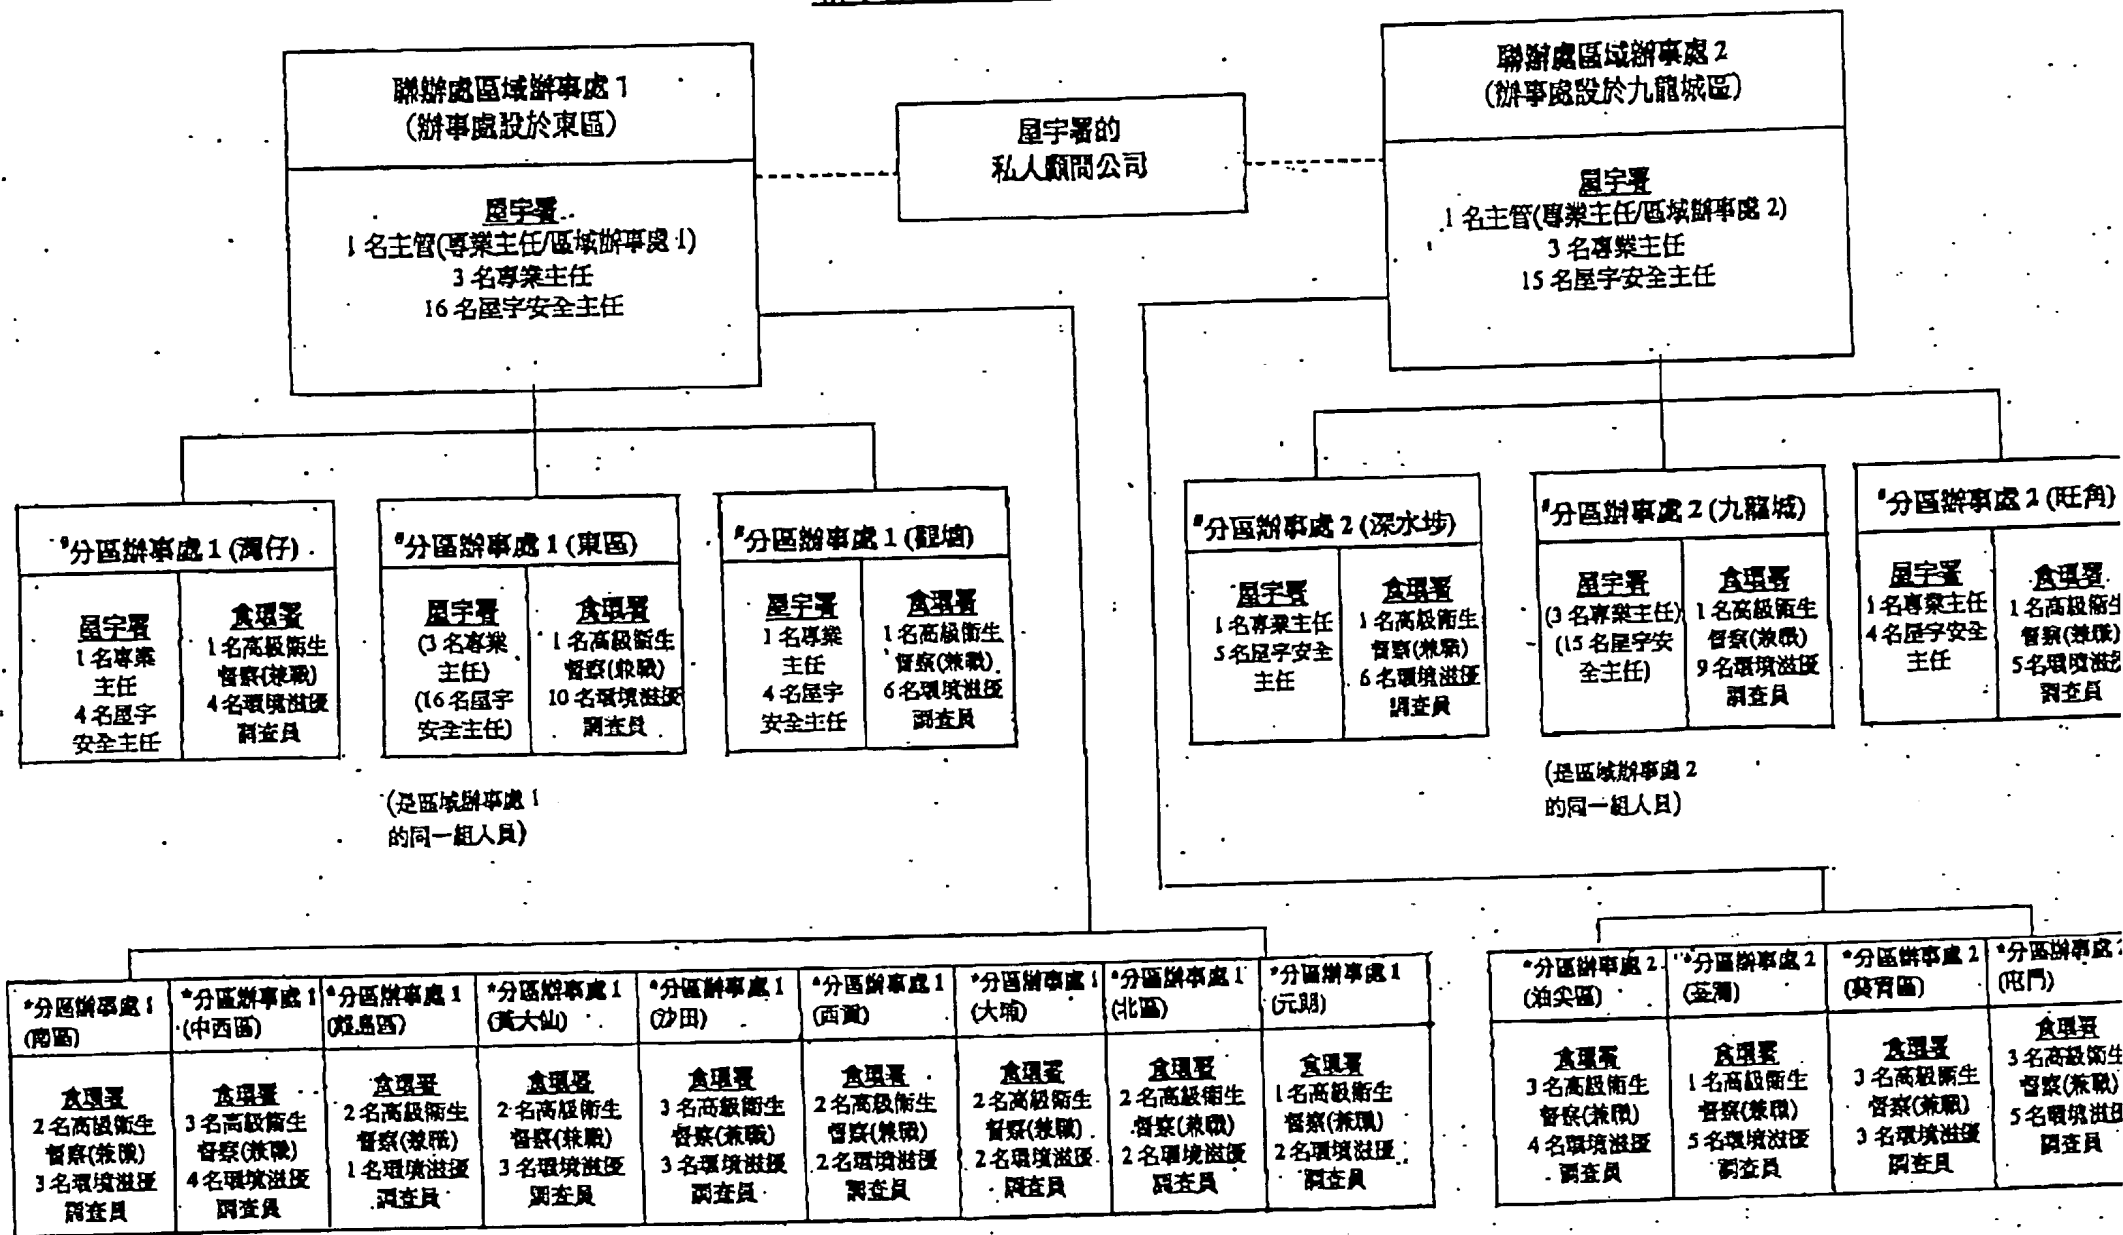 聯辦處區域辦事處 1
(辦事處設於東區)
屋宇署
1 名主管(專業主任/區域辦事處 1)
3 名專業主任
16 名屋宇安全主任
屋宇署的
私人顧問公司
聯辦處區域辦事處 2
(辦事處設於九龍城區)
屋宇署
1 名主管(專業主任/區域辦事處 2)
3 名專業主任
15 名屋宇安全主任
#分區辦事處 1 (灣仔)
屋宇署
1 名專業
主任
4 名屋宇
安全主任
食環署
1 名高級衞生
督察(兼職)
4 名環境滋擾
調查員
#分區辦事處 1 (東區)
屋宇署
(3 名專業
主任)
(16 名屋宇
安全主任)
食環署
1 名高級衞生
督察(兼職)
10 名環境滋擾
調查員
(是區域辦事處 1
的同一組人員)
#分區辦事處 1 (觀塘)
屋宇署
1 名專業
主任
4 名屋宇
安全主任
食環署
1 名高級衞生
督察(兼職)
6 名環境滋擾
調查員
#分區辦事處 2 (深水埗)
屋宇署
1 名專業主任
5 名屋宇安全
主任
食環署
1 名高級衞生
督察(兼職)
6 名環境滋擾
調查員
#分區辦事處 2 (九龍城)
屋宇署
(3 名專業主任)
(15 名屋宇安
全主任)
食環署
1 名高級衞生
督察(兼職)
9 名環境滋擾
調查員
(是區域辦事處 2
的同一組人員)
#分區辦事處 2 (旺角)
屋宇署
1 名專業主任
4 名屋宇安全
主任
食環署
1 名高級衞生
督察(兼職)
5 名環境滋擾
調查員
*分區辦事處 1
(南區)
食環署
2 名高級衞生
督察(兼職)
3 名環境滋擾
調查員
*分區辦事處 1
(中西區)
食環署
3 名高級衞生
督察(兼職)
4 名環境滋擾
調查員
*分區辦事處 1
(離島區)
食環署
2 名高級衞生
督察(兼職)
1 名環境滋擾
調查員
*分區辦事處 1
(黃大仙)
食環署
2 名高級衞生
督察(兼職)
3 名環境滋擾
調查員
*分區辦事處 1
(沙田)
食環署
3 名高級衞生
督察(兼職)
3 名環境滋擾
調查員
*分區辦事處 1
(西貢)
食環署
2 名高級衞生
督察(兼職)
2 名環境滋擾
調查員
*分區辦事處 1
(大埔)
食環署
2 名高級衞生
督察(兼職)
2 名環境滋擾
調查員
*分區辦事處 1
(北區)
食環署
2 名高級衞生
督察(兼職)
2 名環境滋擾
調查員
*分區辦事處 1
(元朗)
食環署
1 名高級衞生
督察(兼職)
2 名環境滋擾
調查員
*分區辦事處 2
(油尖區)
食環署
3 名高級衞生
督察(兼職)
4 名環境滋擾
調查員
*分區辦事處 2
(荃灣)
食環署
1 名高級衞生
督察(兼職)
5 名環境滋擾
調查員
*分區辦事處 2
(葵青區)
食環署
3 名高級衞生
督察(兼職)
3 名環境滋擾
調查員
*分區辦事處 2
(屯門)
食環署
3 名高級衞生
督察(兼職)
5 名環境滋擾
調查員